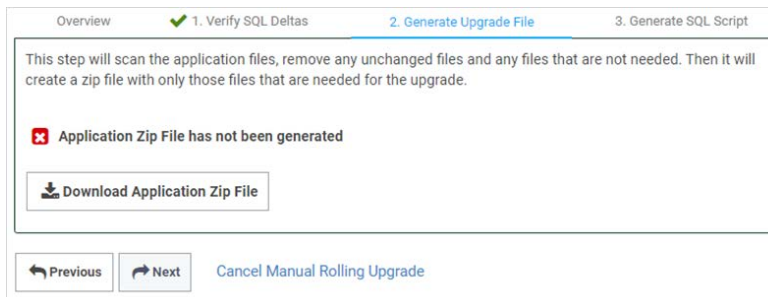 Overview
1. Verify SQL Deltas
2. Generate Upgrade File
3. Generate SQL Script
This step will scan the application files, remove any unchanged files and any files that are not needed. Then it will
create a zip file with only those files that are needed for the upgrade.
Application Zip File has not been generated
Download Application Zip File
Previous
Next
Cancel Manual Rolling Upgrade